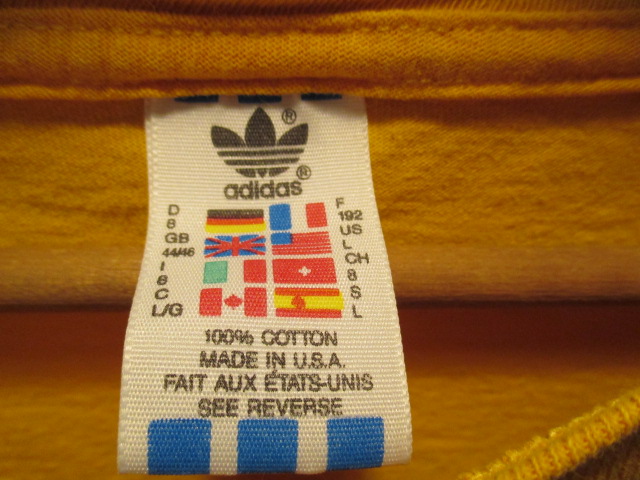 ®
adidas®
D
8
GB
44/46
I
8
C
L/G
F
192
US
L
CH
8
S
L
100% COTTON
MADE IN U.S.A.
FAIT AUX ÉTATS-UNIS
SEE REVERSE